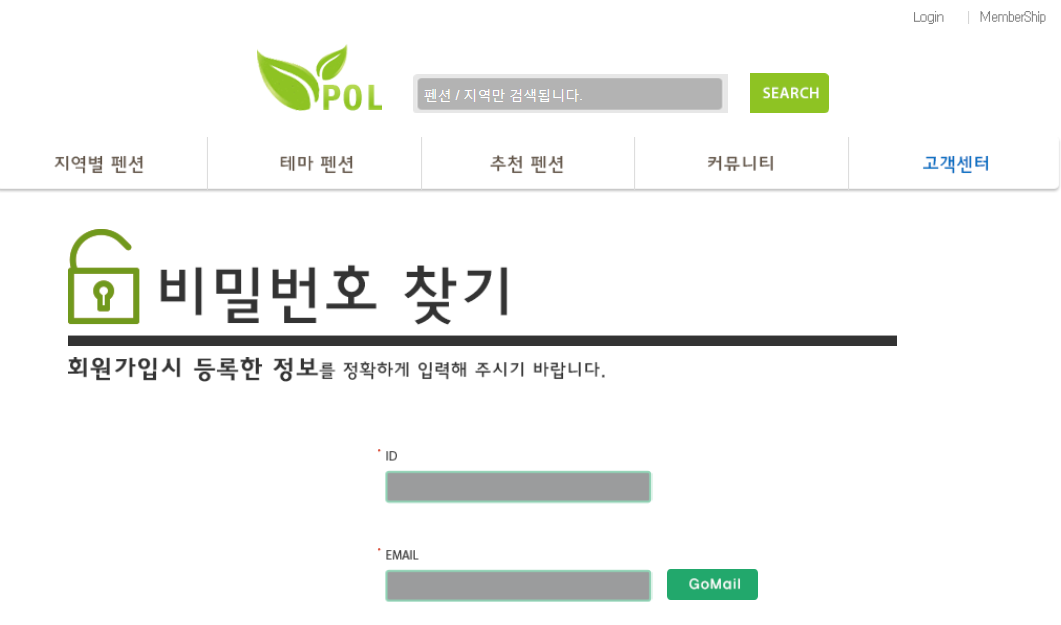 Login | MemberShip
POL
펜션 / 지역만 검색됩니다.
SEARCH
지역별 펜션 테마 펜션 추천 펜션 커뮤니티 고객센터
비밀번호 찾기
회원가입시 등록한 정보를 정확하게 입력해 주시기 바랍니다.
* ID
* EMAIL
GoMail